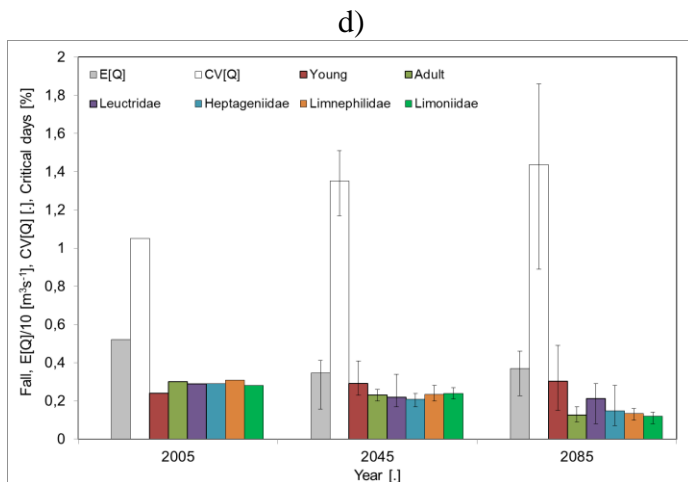 d)
Fall, E[Q]/10 [m³s⁻¹], CV[Q] [.], Critical days [%]
2
1,8
1,6
1,4
1,2
1
0,8
0,6
0,4
0,2
0
E[Q] CV[Q] Young Adult
Leuctridae Heptageniidae Limnephilidae Limoniidae
2005 2045 2085
Year [.]